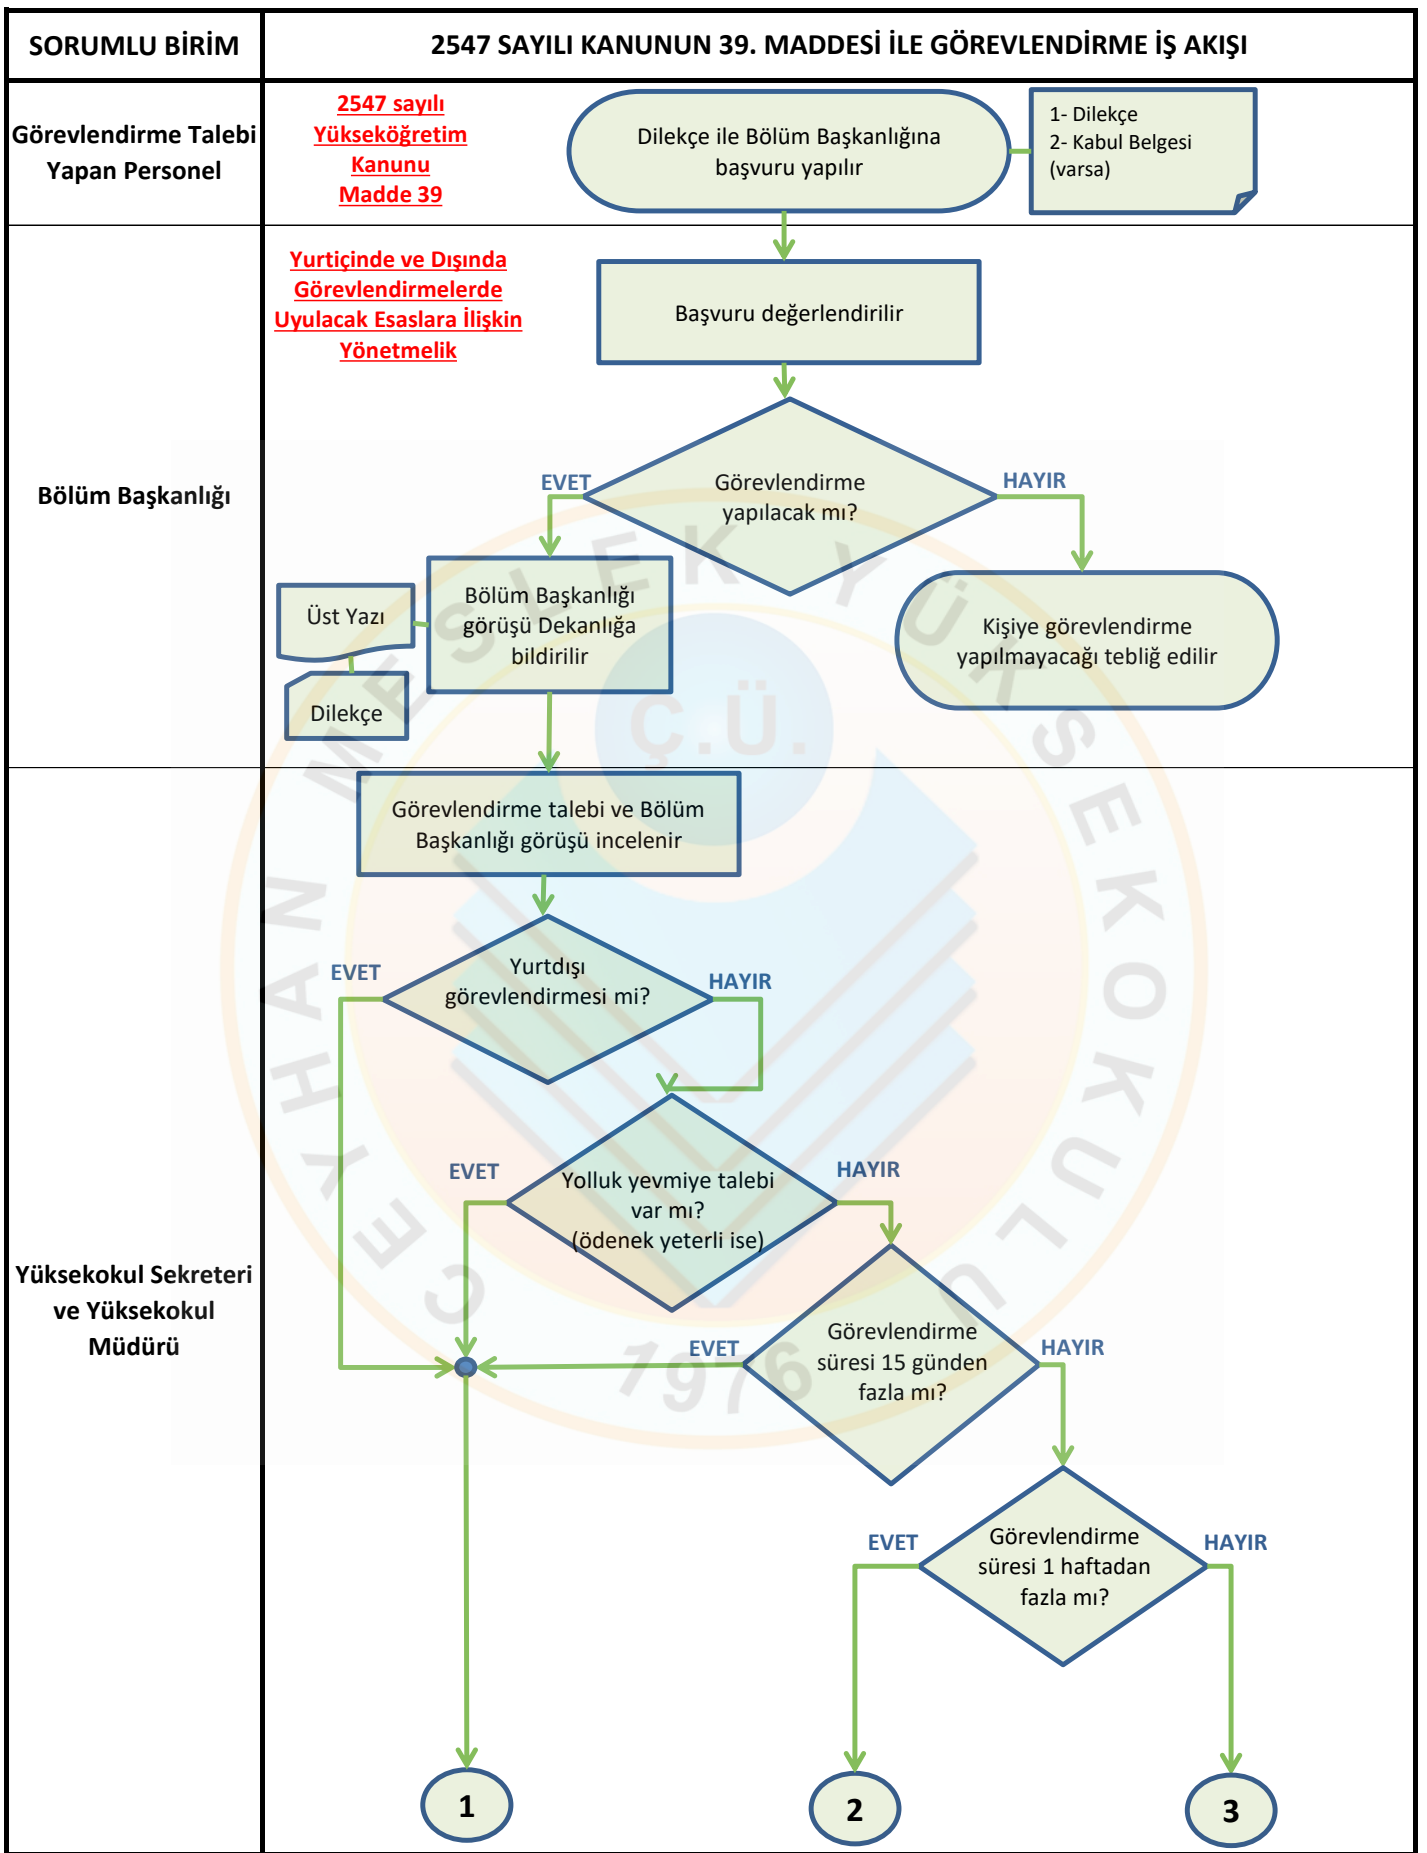 SORUMLU BİRİM
2547 SAYILI KANUNUN 39. MADDESİ İLE GÖREVLENDİRME İŞ AKIŞI
Görevlendirme Talebi
Yapan Personel
2547 sayılı
Yükseköğretim
Kanunu
Madde 39
Dilekçe ile Bölüm Başkanlığına
başvuru yapılır
1- Dilekçe
2- Kabul Belgesi
(varsa)
Bölüm Başkanlığı
Yurtiçinde ve Dışında
Görevlendirmelerde
Uyulacak Esaslara İlişkin
Yönetmelik
Başvuru değerlendirilir
Görevlendirme
yapılacak mı?
EVET
HAYIR
Bölüm Başkanlığı
görüşü Dekanlığa
bildirilir
Üst Yazı
Dilekçe
Kişiye görevlendirme
yapılmayacağı tebliğ edilir
Yüksekokul Sekreteri
ve Yüksekokul
Müdürü
Görevlendirme talebi ve Bölüm
Başkanlığı görüşü incelenir
Yurtdışı
görevlendirmesi mi?
EVET
HAYIR
Yolluk yevmiye talebi
var mı?
(ödenek yeterli ise)
EVET
HAYIR
Görevlendirme
süresi 15 günden
fazla mı?
EVET
HAYIR
Görevlendirme
süresi 1 haftadan
fazla mı?
EVET
HAYIR
1
2
3
CEYHAN MESLEK YÜKSEKOKULU
Ç.Ü.
1976